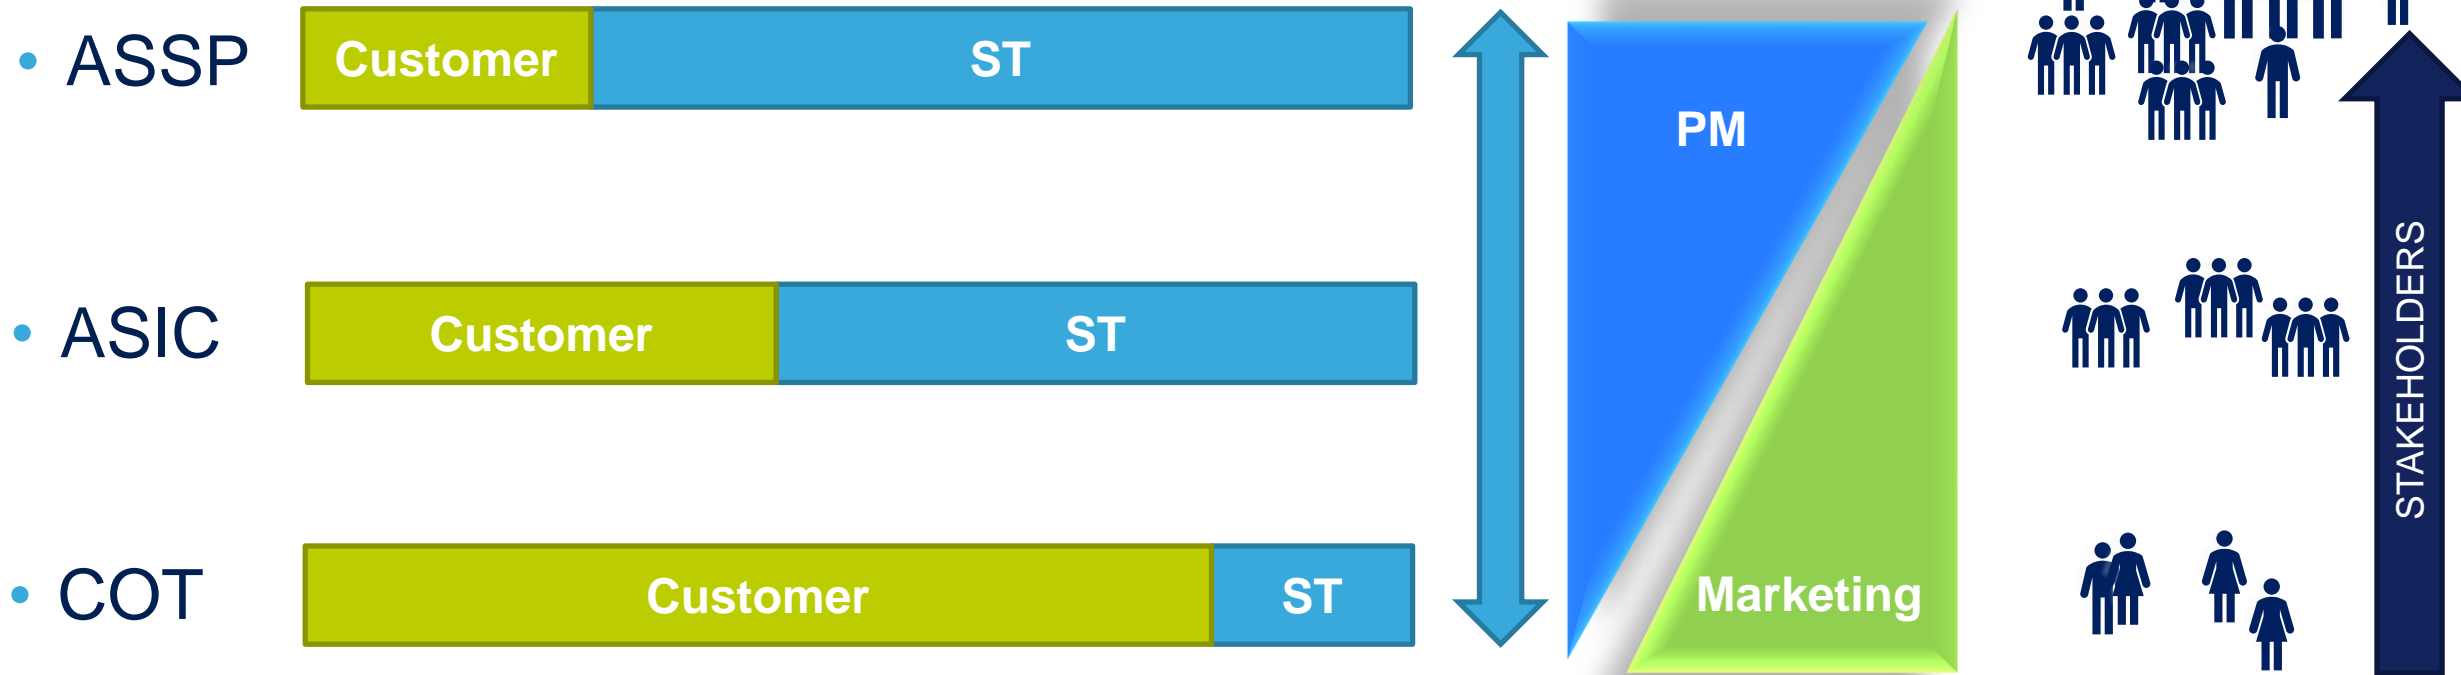 • ASSP
Customer
ST
PM
• ASIC
Customer
ST
STAKEHOLDERS
• COT
Customer
ST
Marketing